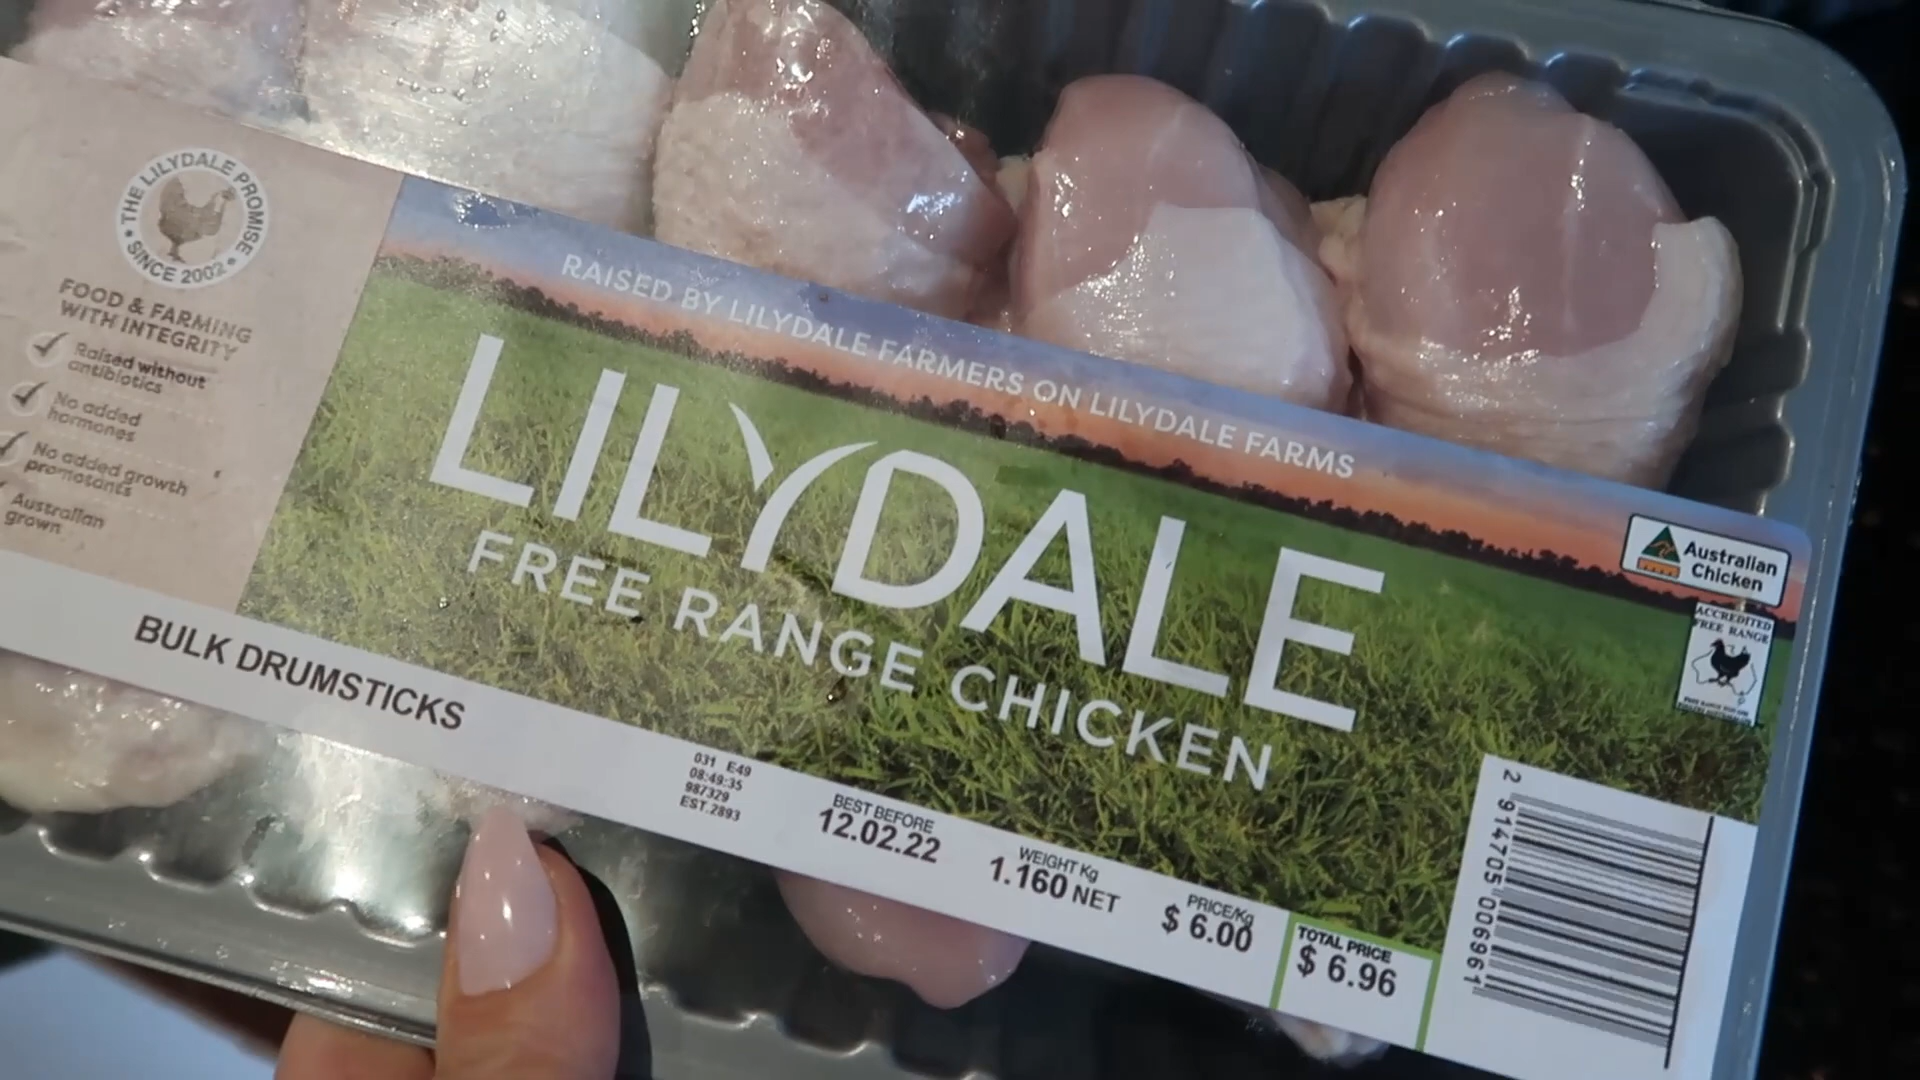 THE LILYDALE PROMISE
SINCE 2002
FOOD & FARMING
WITH INTEGRITY
Raised without
antibiotics
No added
hormones
No added growth
promotants
Australian
grown
RAISED BY LILYDALE FARMERS ON LILYDALE FARMS
LILYDALE
FREE RANGE CHICKEN
Australian
Chicken
ACCREDITED
FREE RANGE
BULK DRUMSTICKS
031 E49
08:49:35
987329
EST.2893
BEST BEFORE
12.02.22
WEIGHT Kg
1.160 NET
PRICE/Kg
$ 6.00
TOTAL PRICE
$ 6.96
2 914705 006961